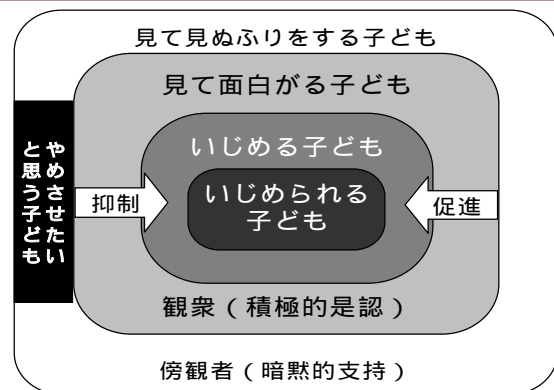 見て見ぬふりをする子ども
見て面白がる子ども
いじめる子ども
いじめられる
子ども
やめさせたい
と思う子ども
抑制
促進
観衆(積極的是認)
傍観者(暗黙的支持)